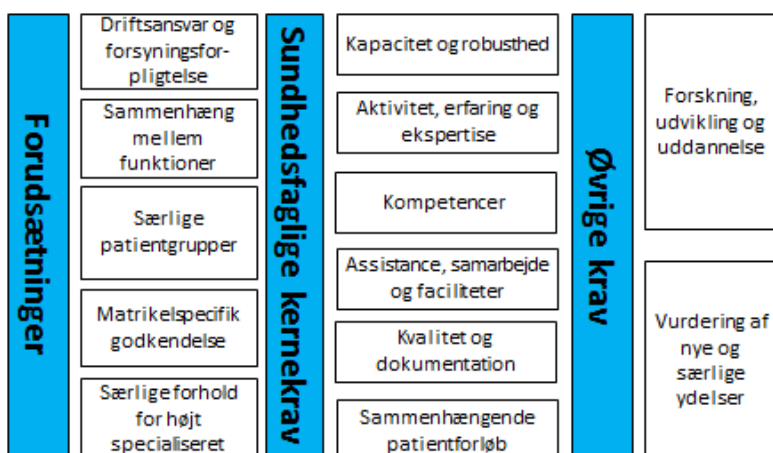 Forudsætninger
Driftsansvar og
forsyningsfor-
pligtelse
Sammenhæng
mellem
funktioner
Særlige
patientgrupper
Matrikelspecifik
godkendelse
Særlige forhold
for højt
specialiseret
Sundhedsfaglige kernekrav
Kapacitet og robusthed
Aktivitet, erfaring og
ekspertise
Kompetencer
Assistance, samarbejde
og faciliteter
Kvalitet og
dokumentation
Sammenhængende
patientforløb
Øvrige krav
Forskning,
udvikling og
uddannelse
Vurdering af
nye og
særlige
ydelser